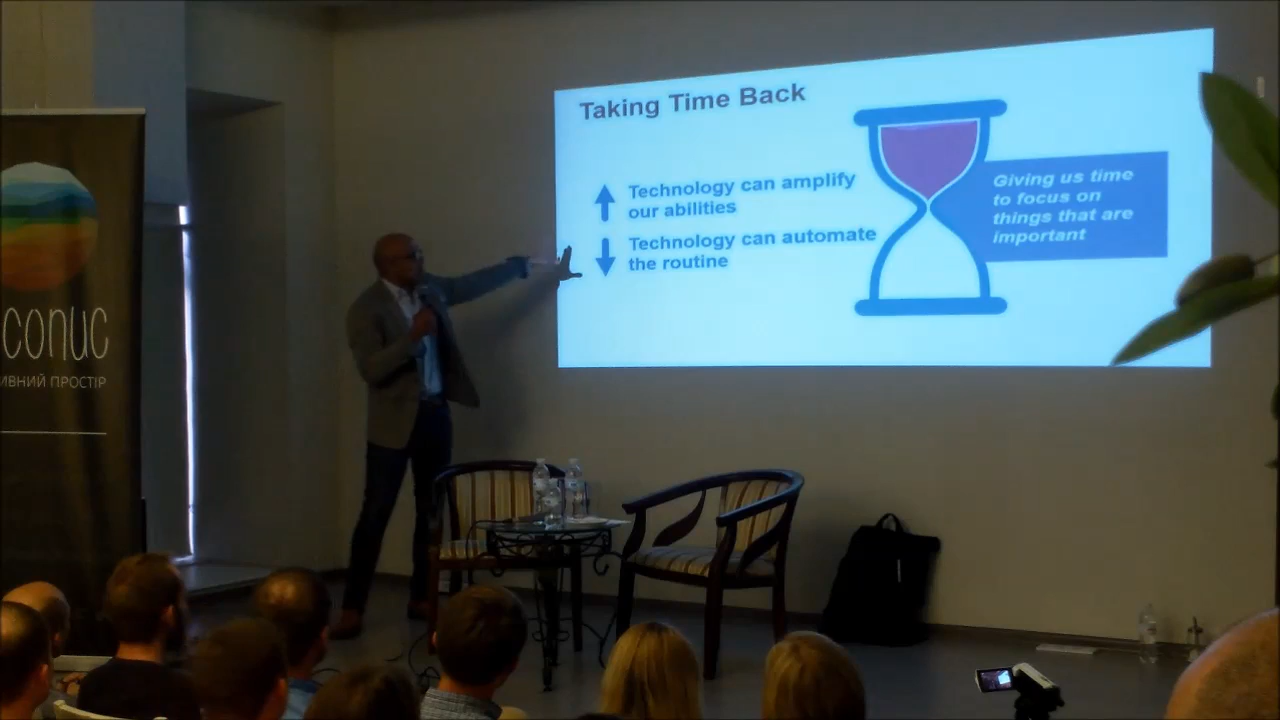 Taking Time Back
Technology can amplify
our abilities
Technology can automate
the routine
Giving us time
to focus on
things that are
important
сопис
ИВНИЙ ПРОСТІР